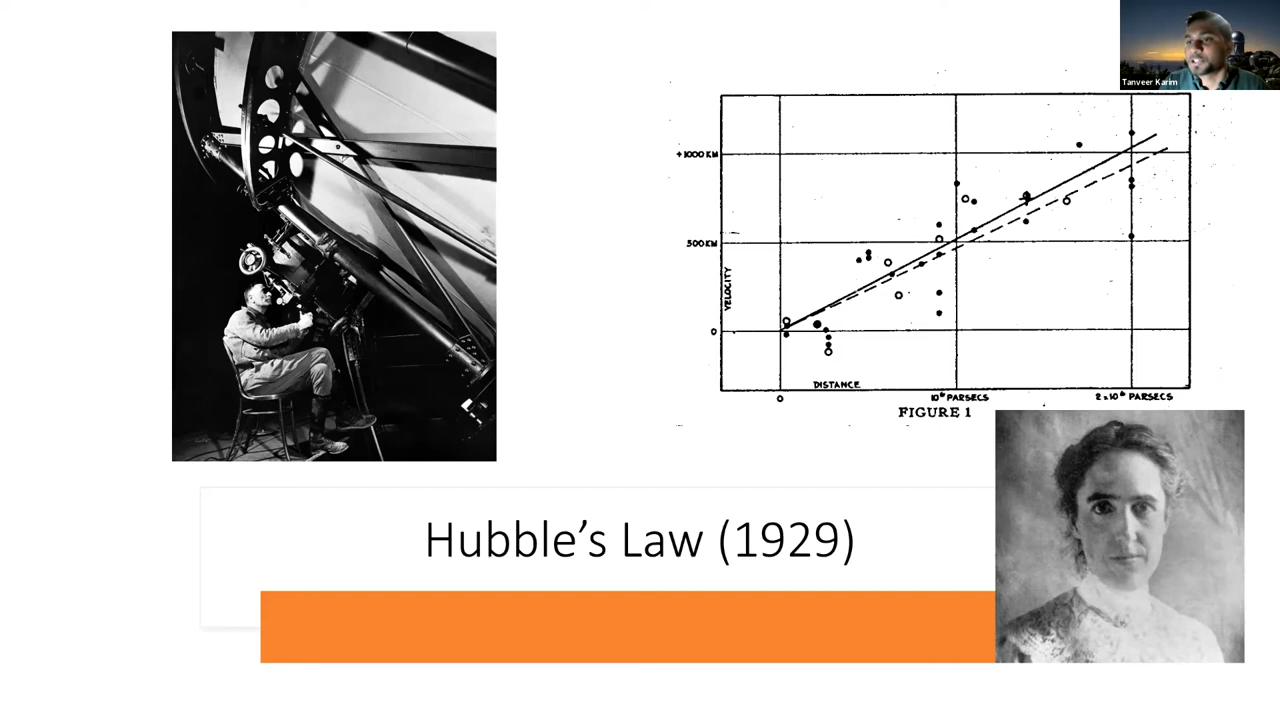 Tanveer Karim
+1000 KM
500 KM
0
VELOCITY
DISTANCE
0
10⁶ PARSECS
2×10⁶ PARSECS
FIGURE 1
Hubble’s Law (1929)